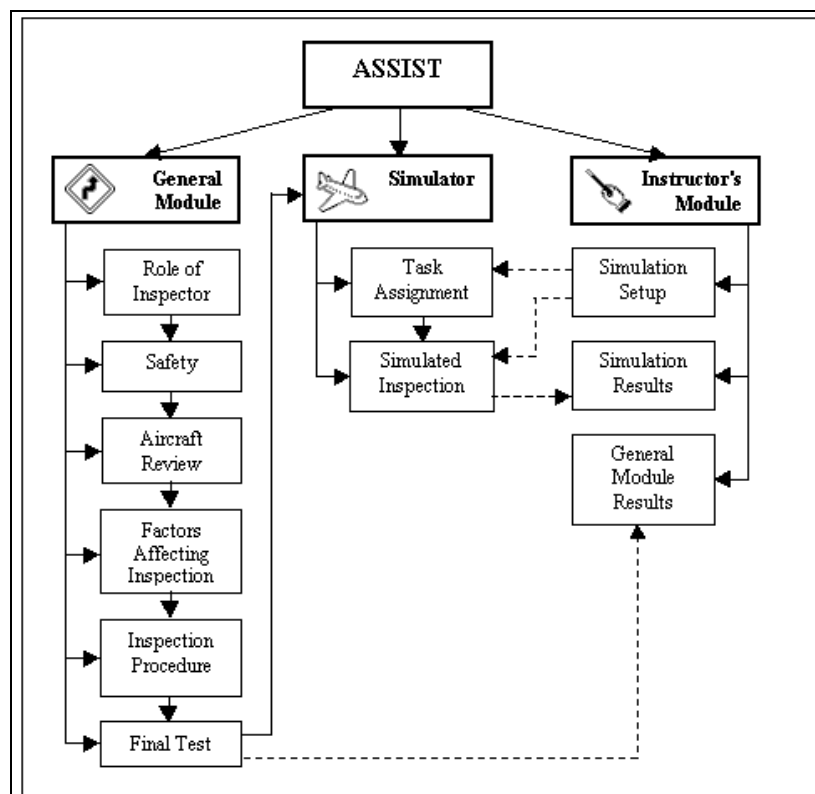 ASSIST
General
Module
Simulator
Instructor's
Module
Role of
Inspector
Safety
Aircraft
Review
Factors
Affecting
Inspection
Inspection
Procedure
Final Test
Task
Assignment
Simulated
Inspection
Simulation
Setup
Simulation
Results
General
Module
Results